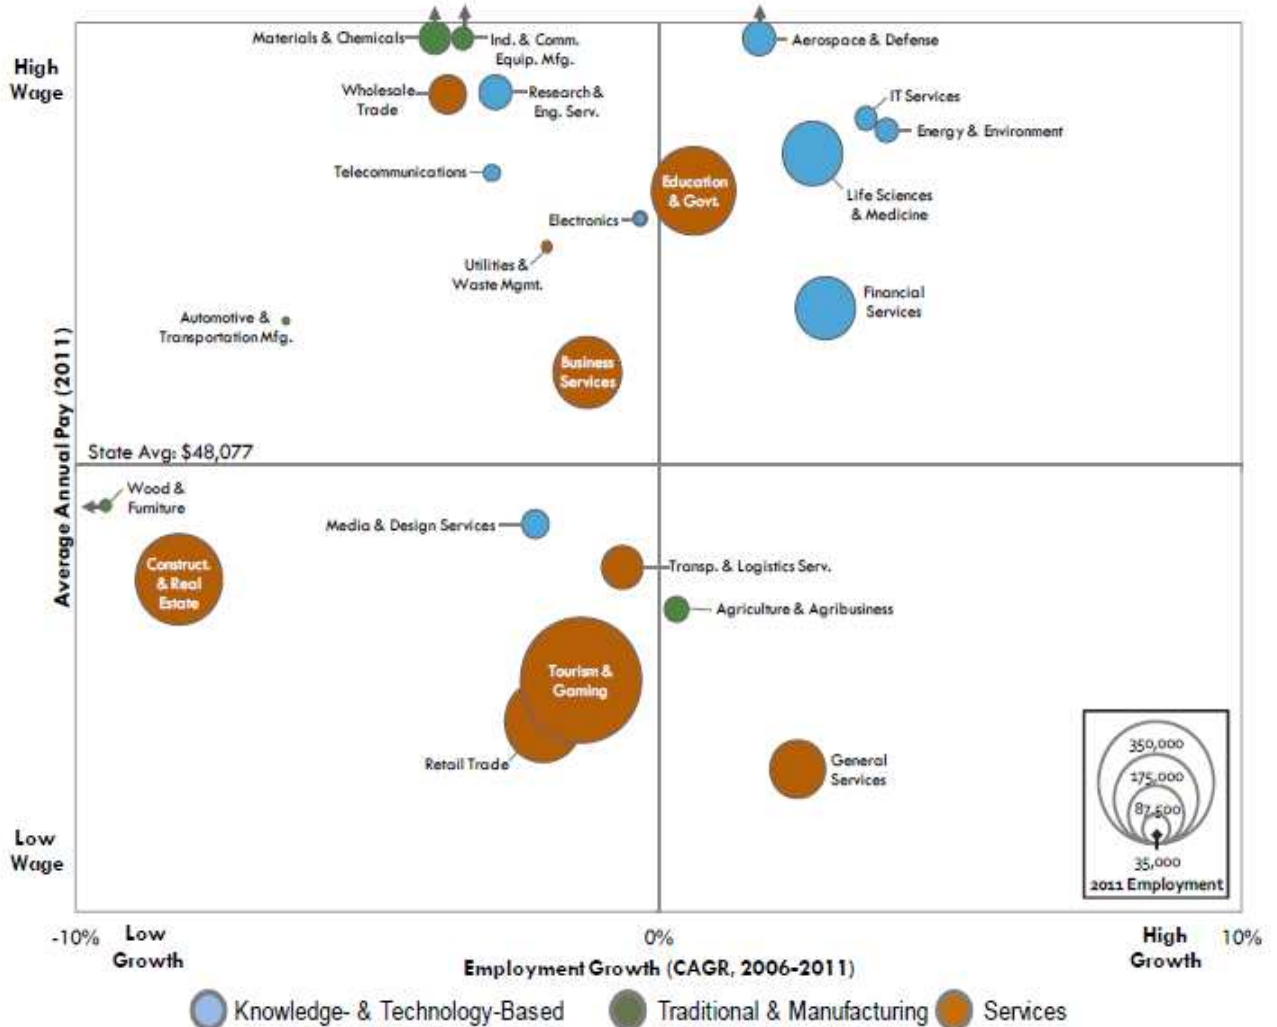 Materials & Chemicals
Ind. & Comm.
Equip. Mfg.
Aerospace & Defense
High
Wage
Wholesale
Trade
Research &
Eng. Serv.
IT Services
Energy & Environment
Telecommunications
Education
& Govt.
Life Sciences
& Medicine
Electronics
Utilities &
Waste Mgmt.
Financial
Services
Automotive &
Transportation Mfg.
Business
Services
Average Annual Pay (2011)
State Avg: $48,077
Wood &
Furniture
Media & Design Services
Construct.
& Real
Estate
Transp. & Logistics Serv.
Agriculture & Agribusiness
Tourism &
Gaming
Retail Trade
General
Services
350,000
175,000
87,500
35,000
2011 Employment
Low
Wage
-10%
Low
Growth
0%
High
Growth
10%
Employment Growth (CAGR, 2006-2011)
Knowledge- & Technology-Based
Traditional & Manufacturing
Services